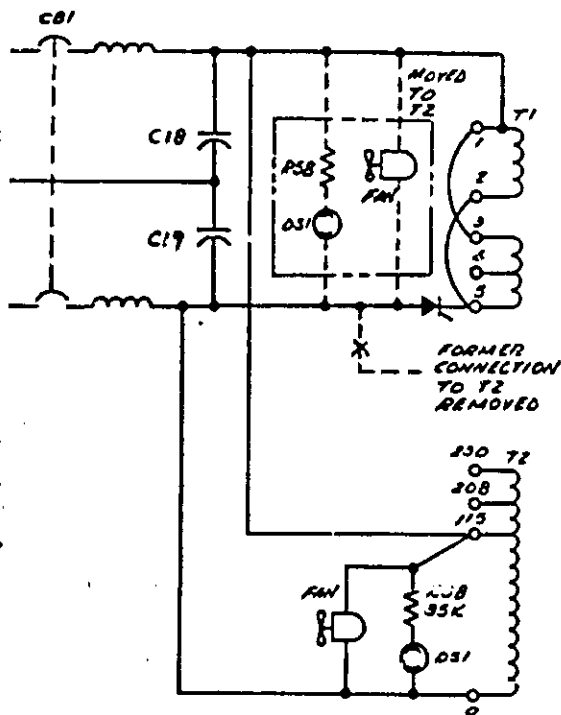 CB1
C18
C19
MOVED
TO
T2
R58
DS1
FAN
T1
1
2
3
4
5
FORMER
CONNECTION
TO T2
REMOVED
230
T2
208
115
FAN
35K
DS1
0